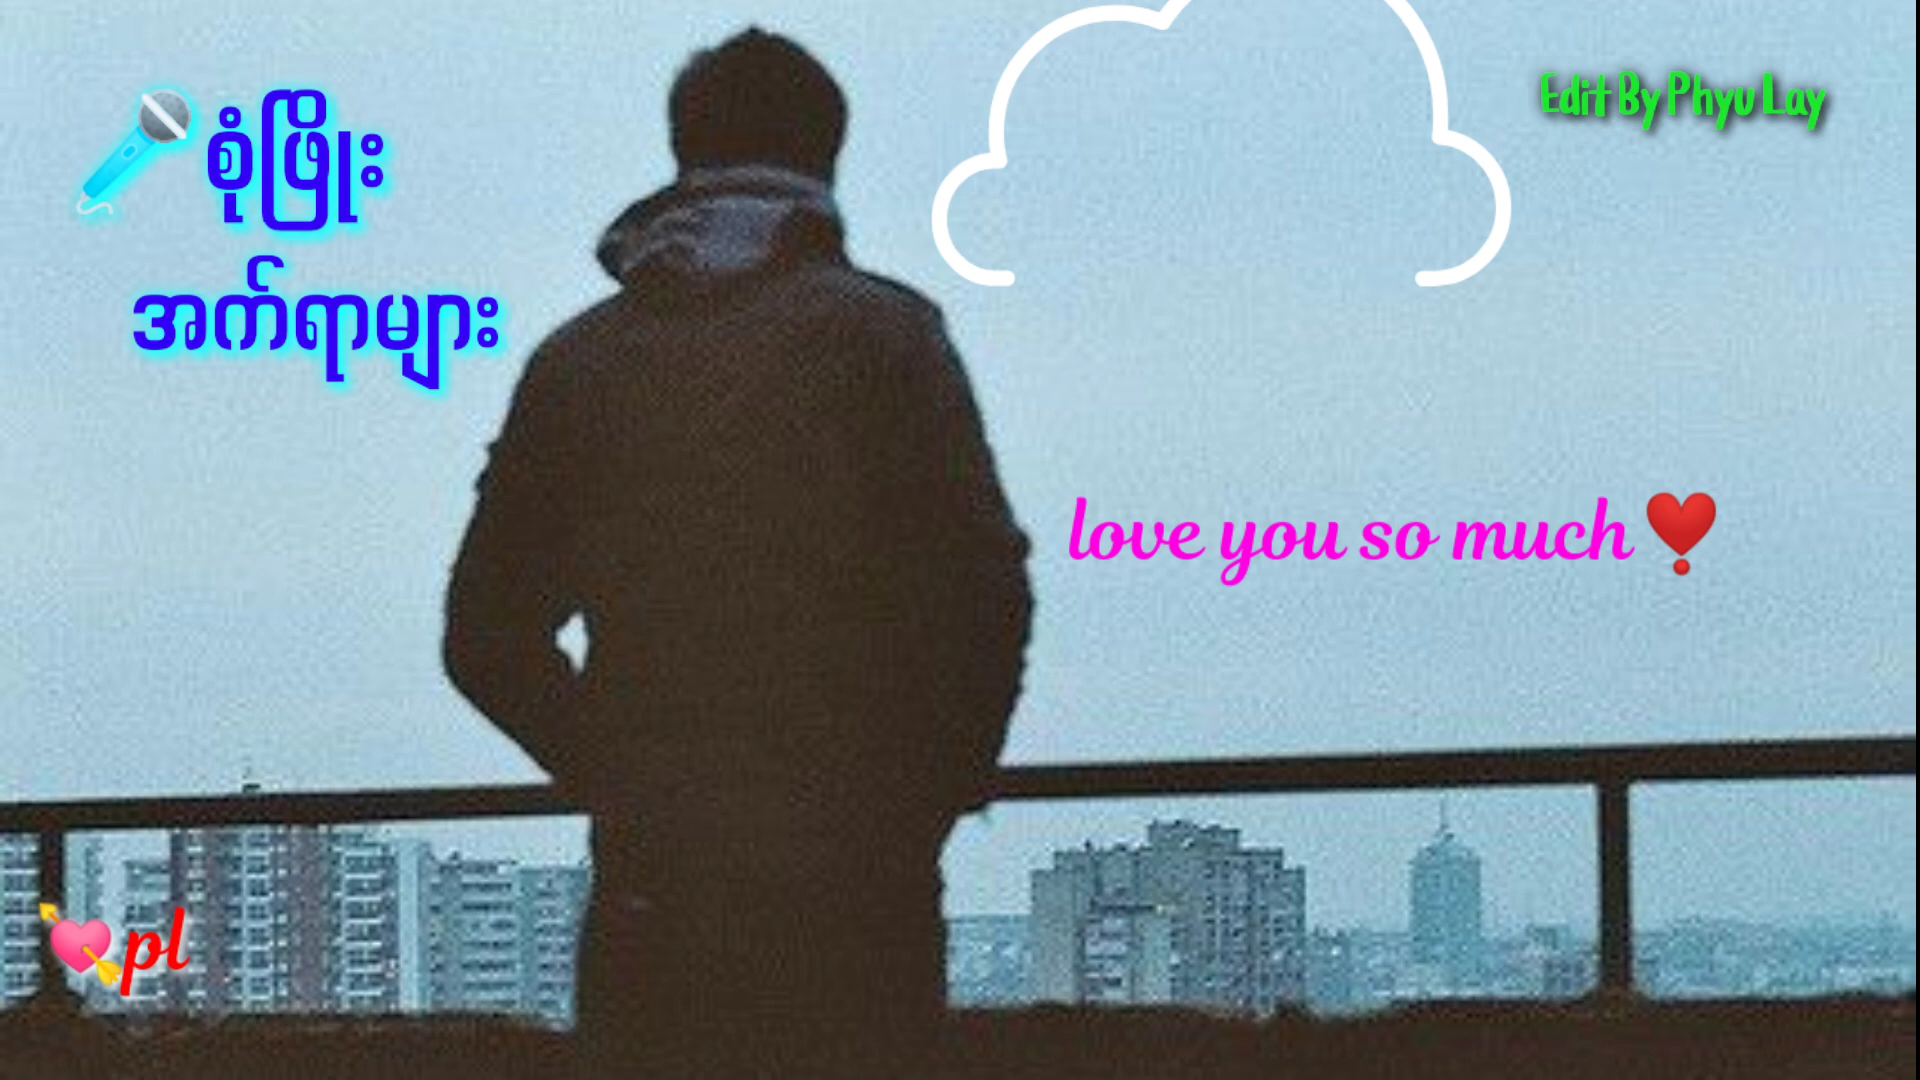 🎤စုံဖြိုး
အက်ရာများ
Edit By Phyu Lay
love you so much❣️
💘pl